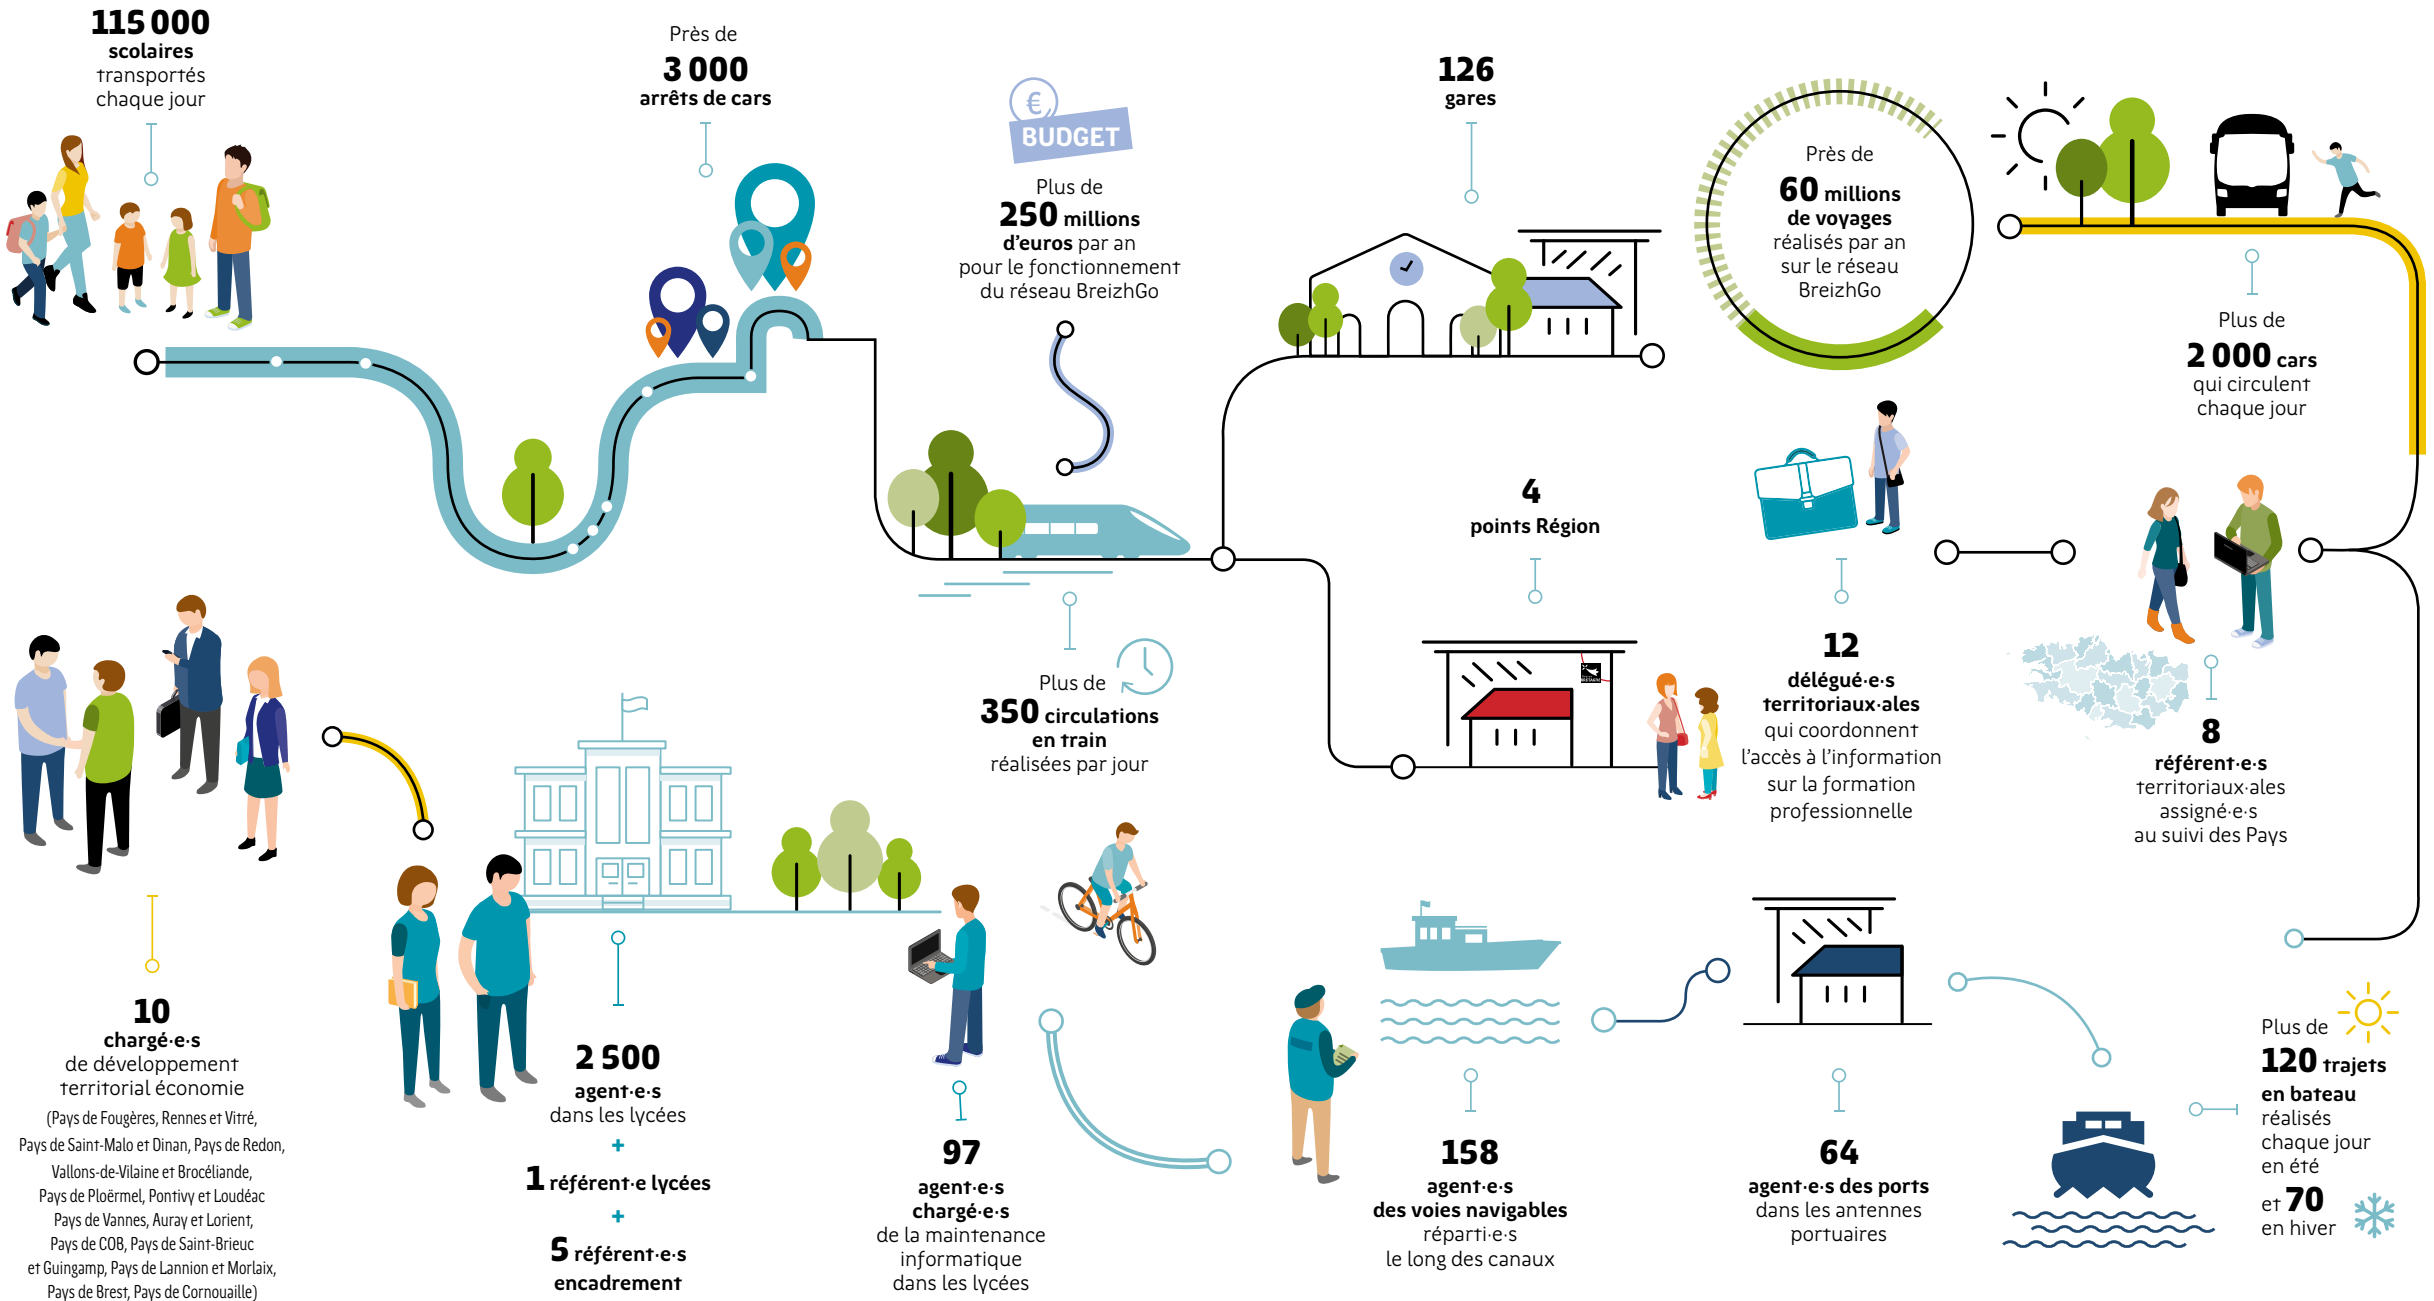 115 000
scolaires
transportés
chaque jour
Près de
3 000
arrêts de cars
€
BUDGET
Plus de
250 millions
d'euros par an
pour le fonctionnement
du réseau BreizhGo
126
gares
Près de
60 millions
de voyages
réalisés par an
sur le réseau
BreizhGo
Plus de
2 000 cars
qui circulent
chaque jour
4
points Région
Plus de
350 circulations
en train
réalisées par jour
12
délégué·e·s
territoriaux·ales
qui coordonnent
l'accès à l'information
sur la formation
professionnelle
8
référent·e·s
territoriaux·ales
assigné·e·s
au suivi des Pays
10
chargé·e·s
de développement
territorial économie
(Pays de Fougères, Rennes et Vitré,
Pays de Saint-Malo et Dinan, Pays de Redon,
Vallons-de-Vilaine et Brocéliande,
Pays de Ploërmel, Pontivy et Loudéac
Pays de Vannes, Auray et Lorient,
Pays de COB, Pays de Saint-Brieuc
et Guingamp, Pays de Lannion et Morlaix,
Pays de Brest, Pays de Cornouaille)
2 500
agent·e·s
dans les lycées
+
1 référent·e lycées
+
5 référent·e·s
encadrement
97
agent·e·s
chargé·e·s
de la maintenance
informatique
dans les lycées
158
agent·e·s
des voies navigables
réparti·e·s
le long des canaux
64
agent·e·s des ports
dans les antennes
portuaires
Plus de
120 trajets
en bateau
réalisés
chaque jour
en été
et 70
en hiver